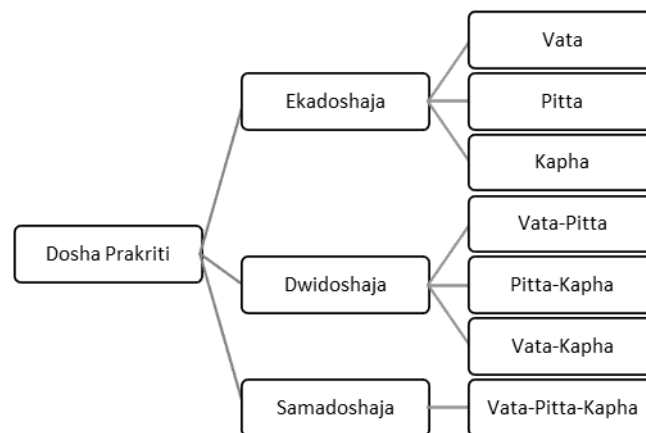 Dosha Prakriti
Ekadoshaja
Vata
Pitta
Kapha
Dwidoshaja
Vata-Pitta
Pitta-Kapha
Vata-Kapha
Samadoshaja
Vata-Pitta-Kapha